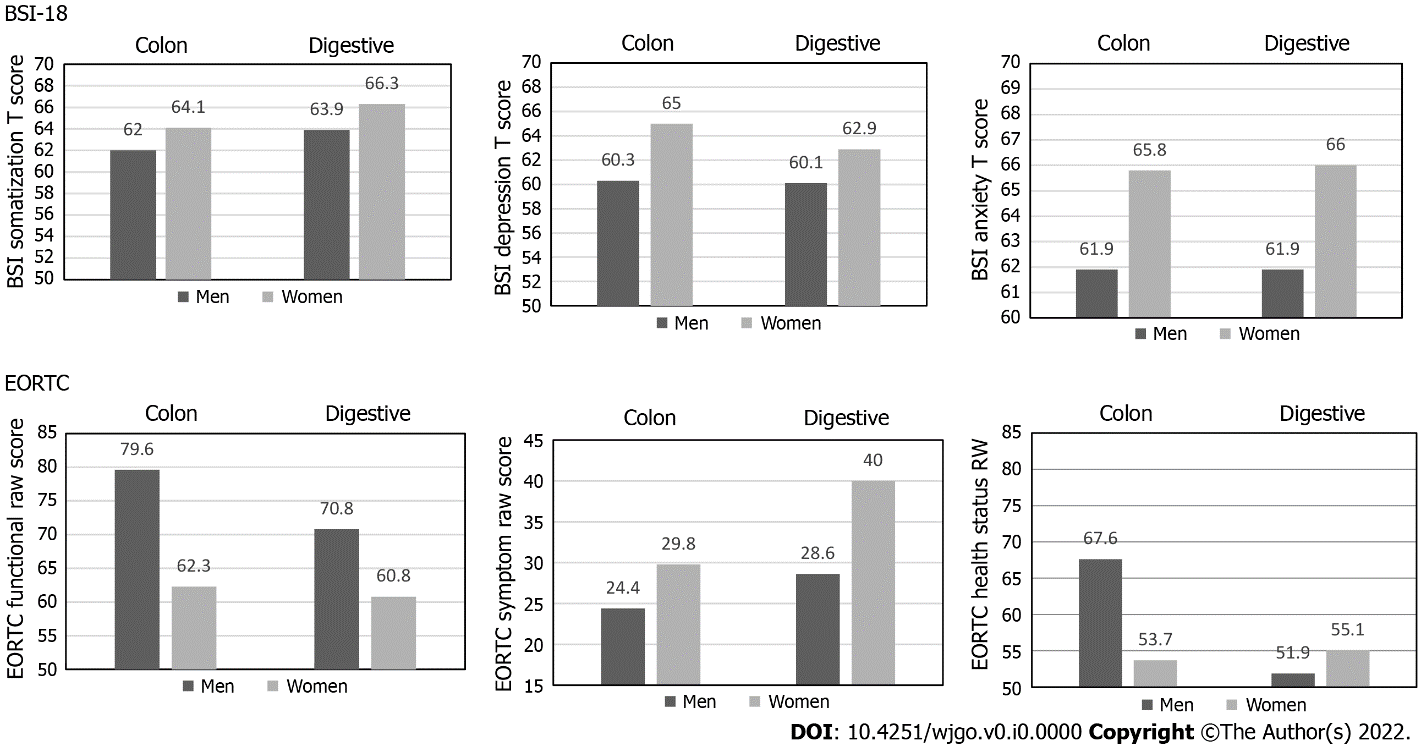 BSI-18
Colon Digestive
BSI somatization T score
70
68
66
64
62
60
58
56
54
52
50
62 64.1 63.9 66.3
Men Women
Colon Digestive
BSI depression T score
70
68
66
64
62
60
58
56
54
52
50
60.3 65 60.1 62.9
Men Women
Colon Digestive
BSI anxiety T score
70
69
68
67
66
65
64
63
62
61
60
61.9 65.8 61.9 66
Men Women
EORTC
Colon Digestive
EORTC functional raw score
85
80
75
70
65
60
55
50
79.6 62.3 70.8 60.8
Men Women
Colon Digestive
EORTC symptom raw score
45
40
35
30
25
20
15
24.4 29.8 28.6 40
Men Women
Colon Digestive
EORTC health status RW
85
80
75
70
65
60
55
50
67.6 53.7 51.9 55.1
Men Women
DOI: 10.4251/wjgo.v0.i0.0000 Copyright ©The Author(s) 2022.